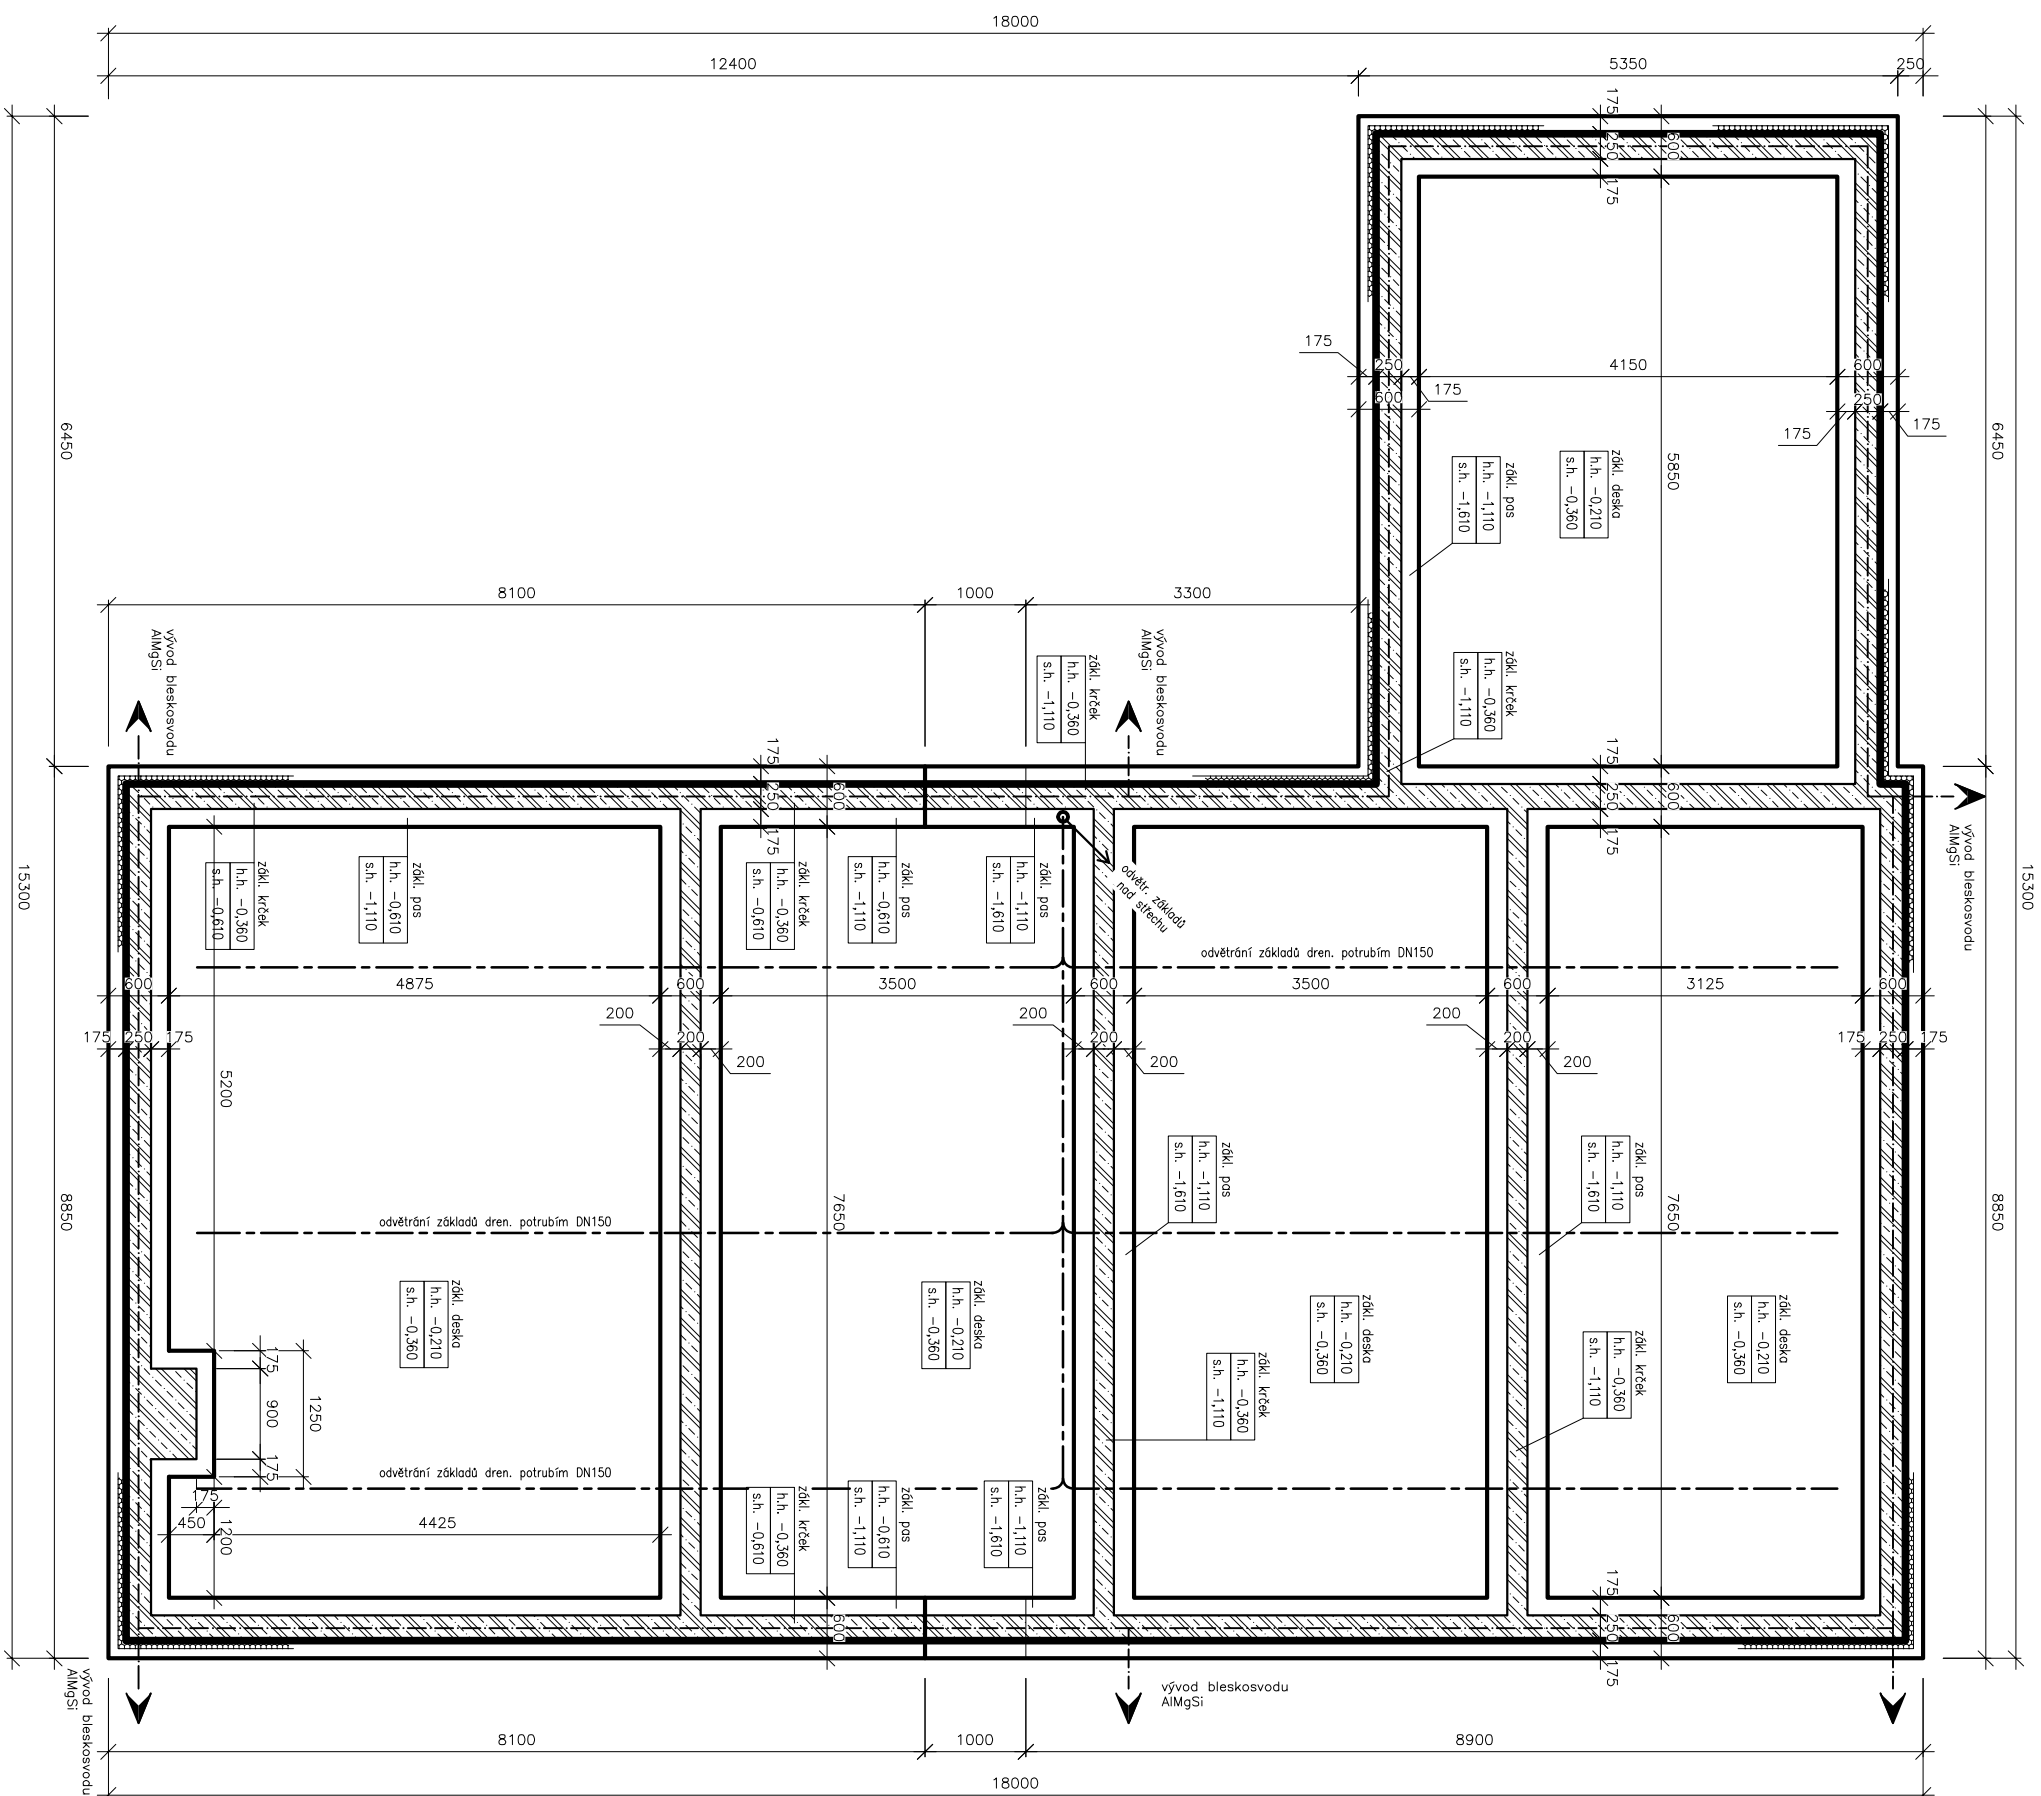 18000
12400
5350
250
175
250
175
600
6450
15300
8850
6450
15300
8850
175
250
600
175
4150
600
250
175
175
5850
zákl. deska
h.h. -0,210
s.h. -0,360
zákl. pas
h.h. -1,110
s.h. -1,610
zákl. krček
h.h. -0,360
s.h. -1,110
8100
1000
3300
vývod bleskosvodu
AlMgSi
vývod bleskosvodu
AlMgSi
zákl. krček
h.h. -0,360
s.h. -1,110
175
250
175
600
175
250
175
600
vývod bleskosvodu
AlMgSi
zákl. krček
h.h. -0,360
s.h. -0,610
zákl. pas
h.h. -0,610
s.h. -1,110
zákl. krček
h.h. -0,360
s.h. -0,610
zákl. pas
h.h. -0,610
s.h. -1,110
zákl. pas
h.h. -1,110
s.h. -1,610
odvětr. základů
nad střechu
odvětrání základů dren. potrubím DN150
600
4875
600
3500
600
3500
600
3125
600
175
250
175
200
200
200
200
200
200
200
200
200
175
250
175
5200
7650
7650
zákl. pas
h.h. -1,110
s.h. -1,610
zákl. pas
h.h. -1,110
s.h. -1,610
odvětrání základů dren. potrubím DN150
zákl. deska
h.h. -0,210
s.h. -0,360
zákl. deska
h.h. -0,210
s.h. -0,360
zákl. deska
h.h. -0,210
s.h. -0,360
zákl. deska
h.h. -0,210
s.h. -0,360
zákl. krček
h.h. -0,360
s.h. -1,110
zákl. krček
h.h. -0,360
s.h. -1,110
175
900
175
1250
odvětrání základů dren. potrubím DN150
175
450
1200
4425
zákl. krček
h.h. -0,360
s.h. -0,610
zákl. pas
h.h. -0,610
s.h. -1,110
zákl. pas
h.h. -1,110
s.h. -1,610
600
175
250
175
600
vývod bleskosvodu
AlMgSi
vývod bleskosvodu
AlMgSi
8100
1000
8900
18000